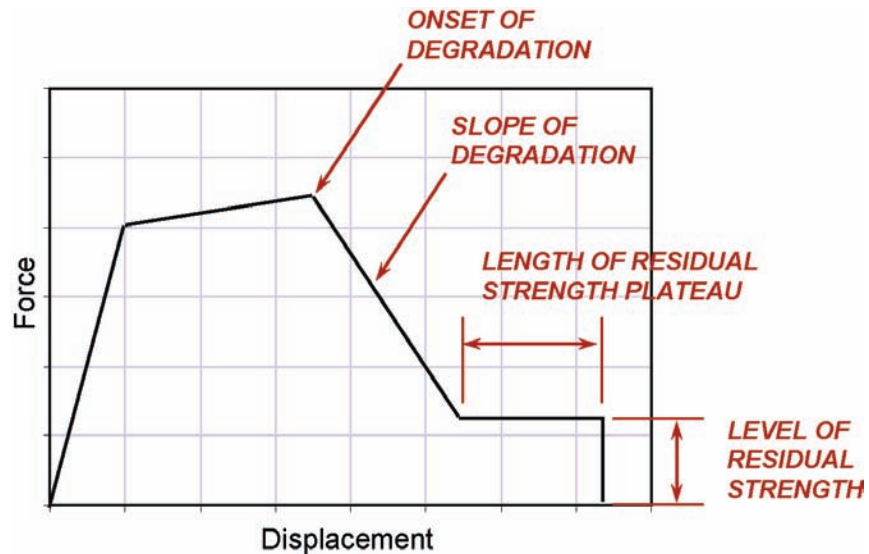 ONSET OF
DEGRADATION
SLOPE OF
DEGRADATION
LENGTH OF RESIDUAL
STRENGTH PLATEAU
LEVEL OF
RESIDUAL
STRENGTH
Force
Displacement